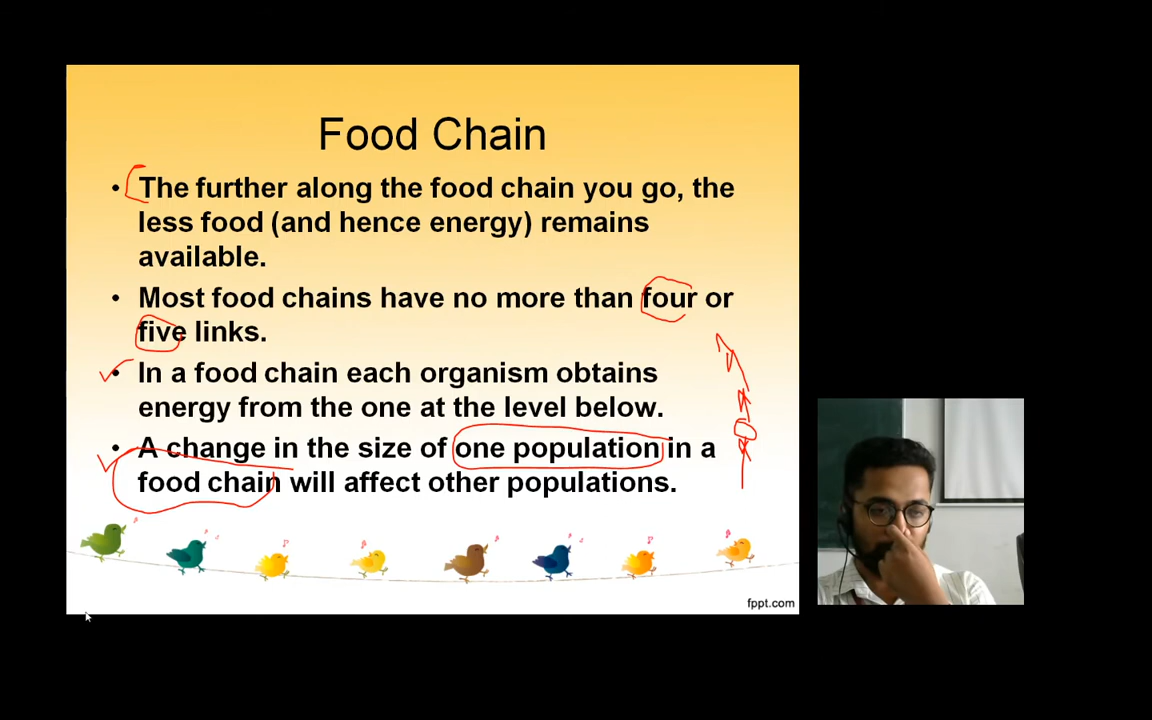 Food Chain
• The further along the food chain you go, the
less food (and hence energy) remains
available.
• Most food chains have no more than four or
five links.
• In a food chain each organism obtains
energy from the one at the level below.
• A change in the size of one population in a
food chain will affect other populations.
fppt.com